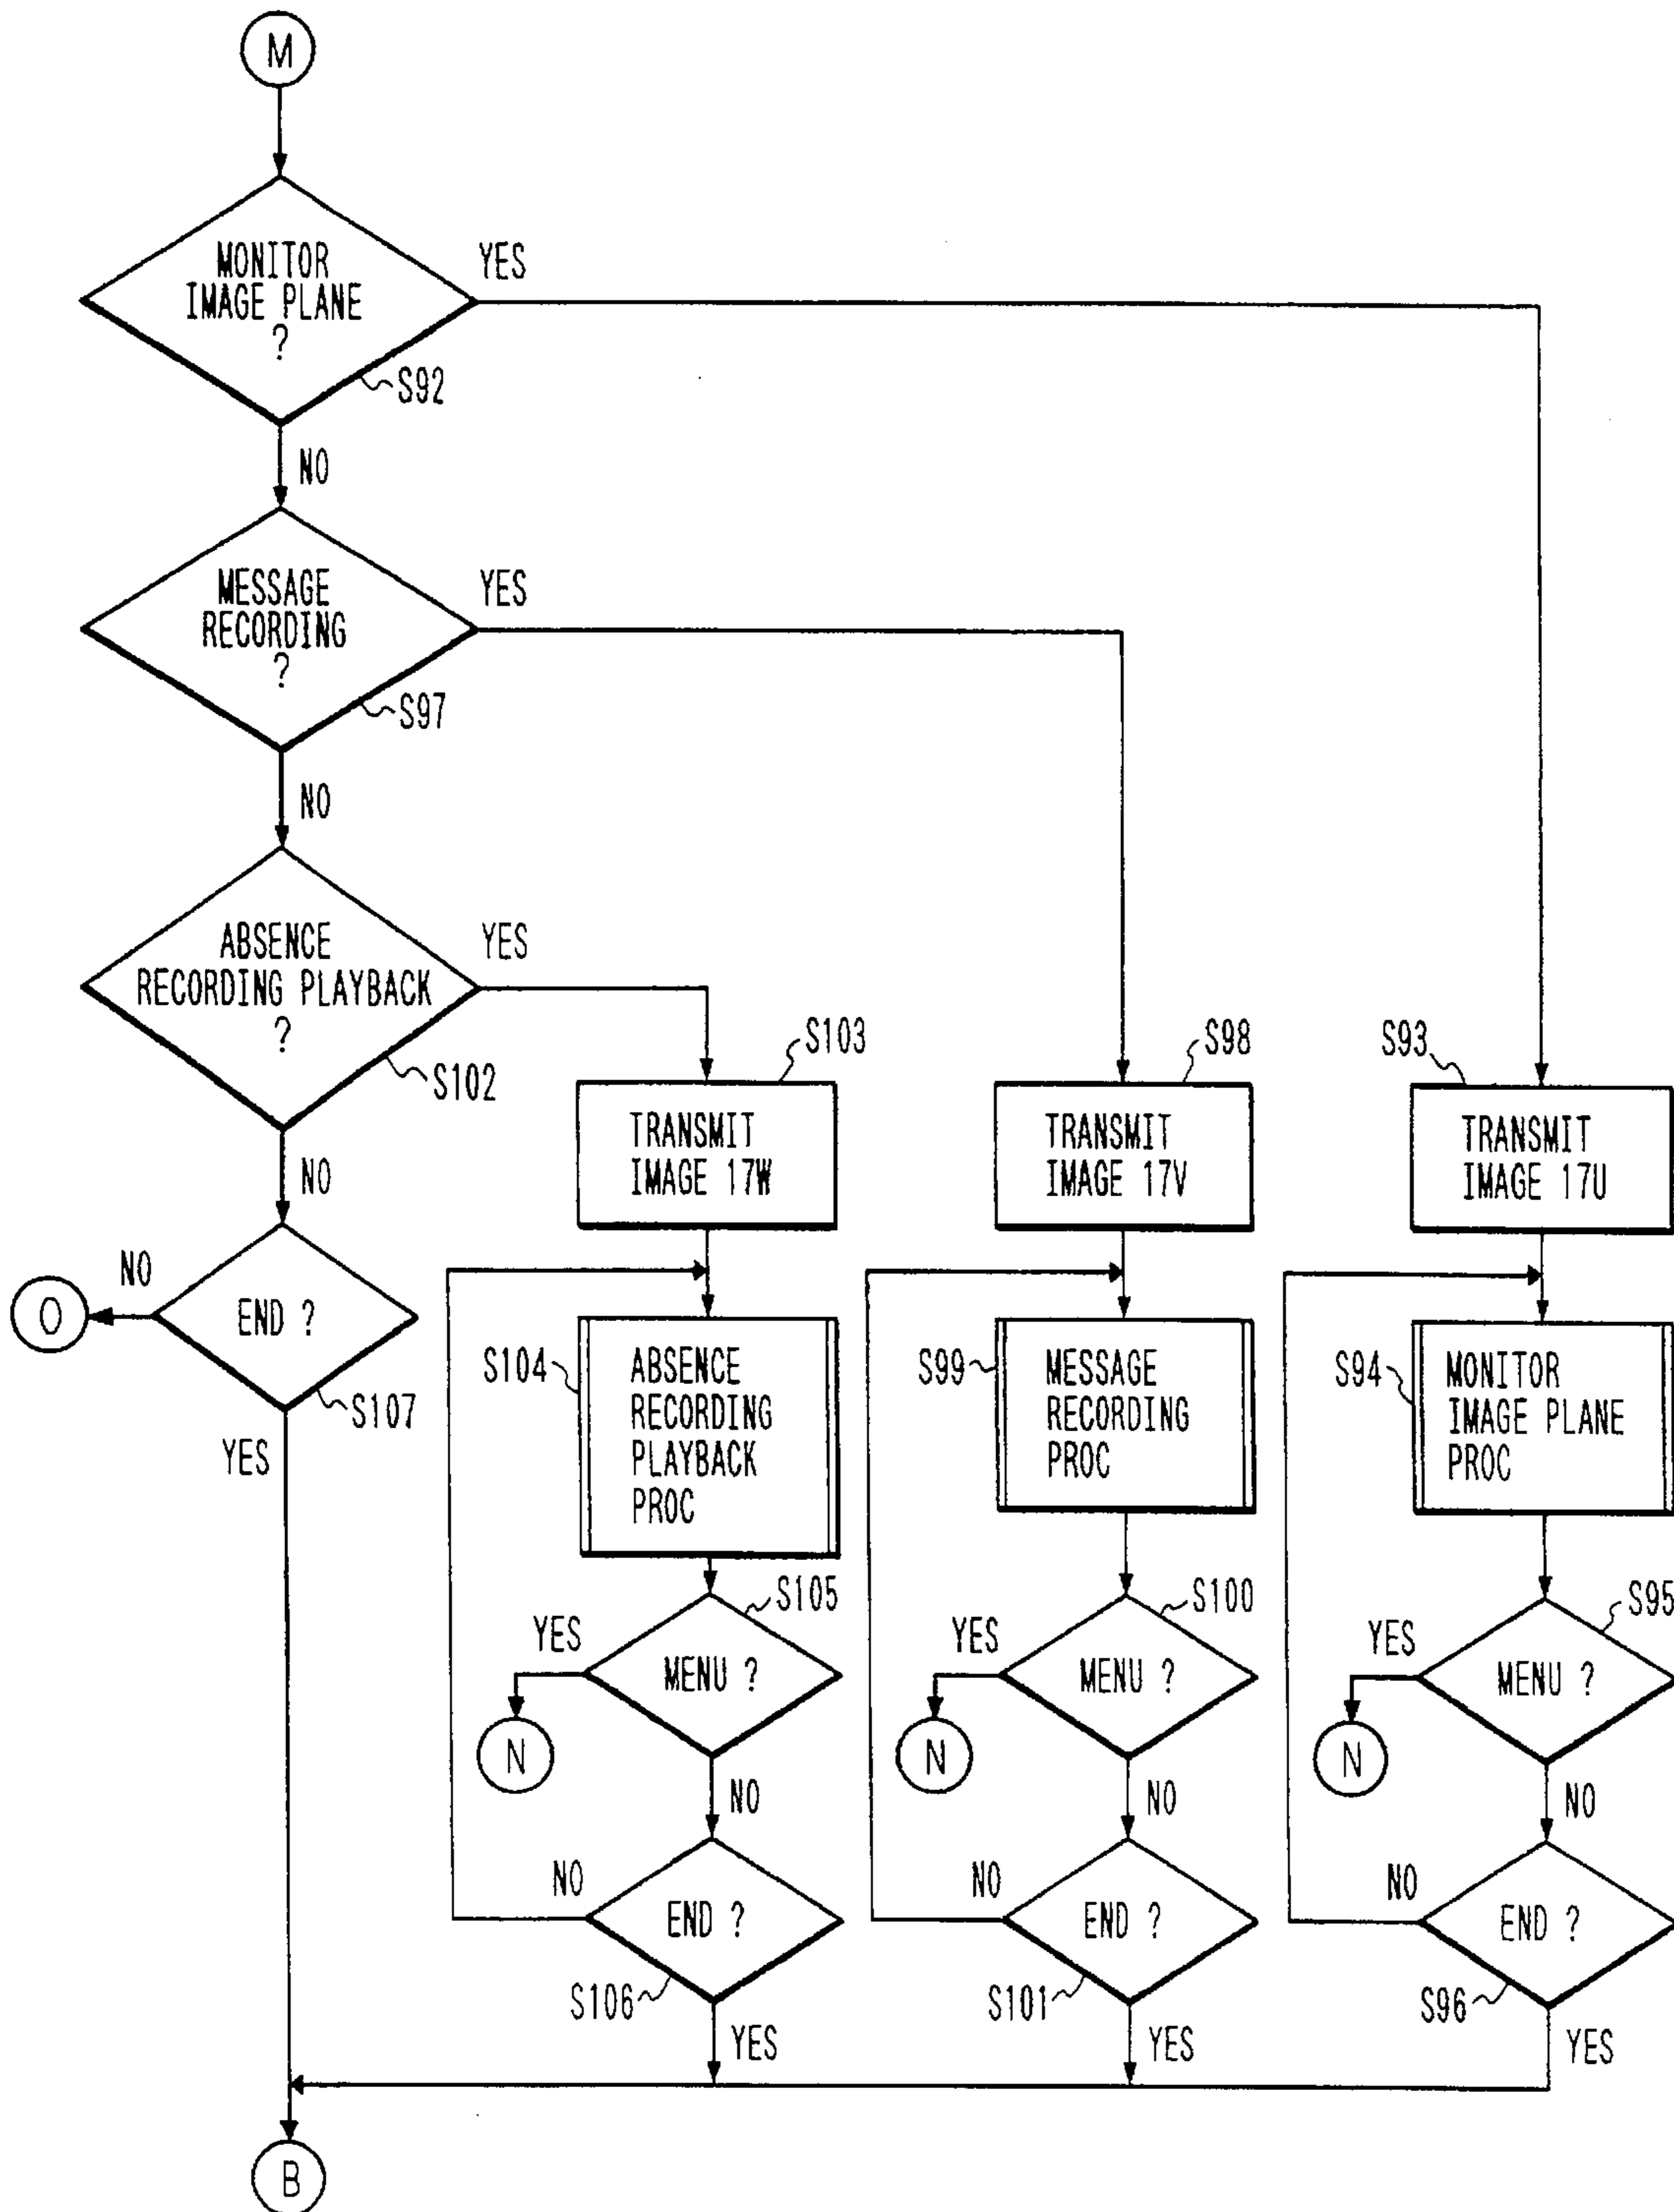 M
MONITOR
IMAGE PLANE
?
YES
S92
NO
MESSAGE
RECORDING
?
YES
S97
NO
ABSENCE
RECORDING PLAYBACK
?
YES
S102
NO
END ?
NO
O
S107
YES
S103
TRANSMIT
IMAGE 17W
S104
ABSENCE
RECORDING
PLAYBACK
PROC
S105
YES
MENU ?
N
NO
NO
END ?
S106
YES
S98
TRANSMIT
IMAGE 17V
S99
MESSAGE
RECORDING
PROC
S100
YES
MENU ?
N
NO
NO
END ?
S101
YES
S93
TRANSMIT
IMAGE 17U
S94
MONITOR
IMAGE PLANE
PROC
S95
YES
MENU ?
N
NO
NO
END ?
S96
YES
B